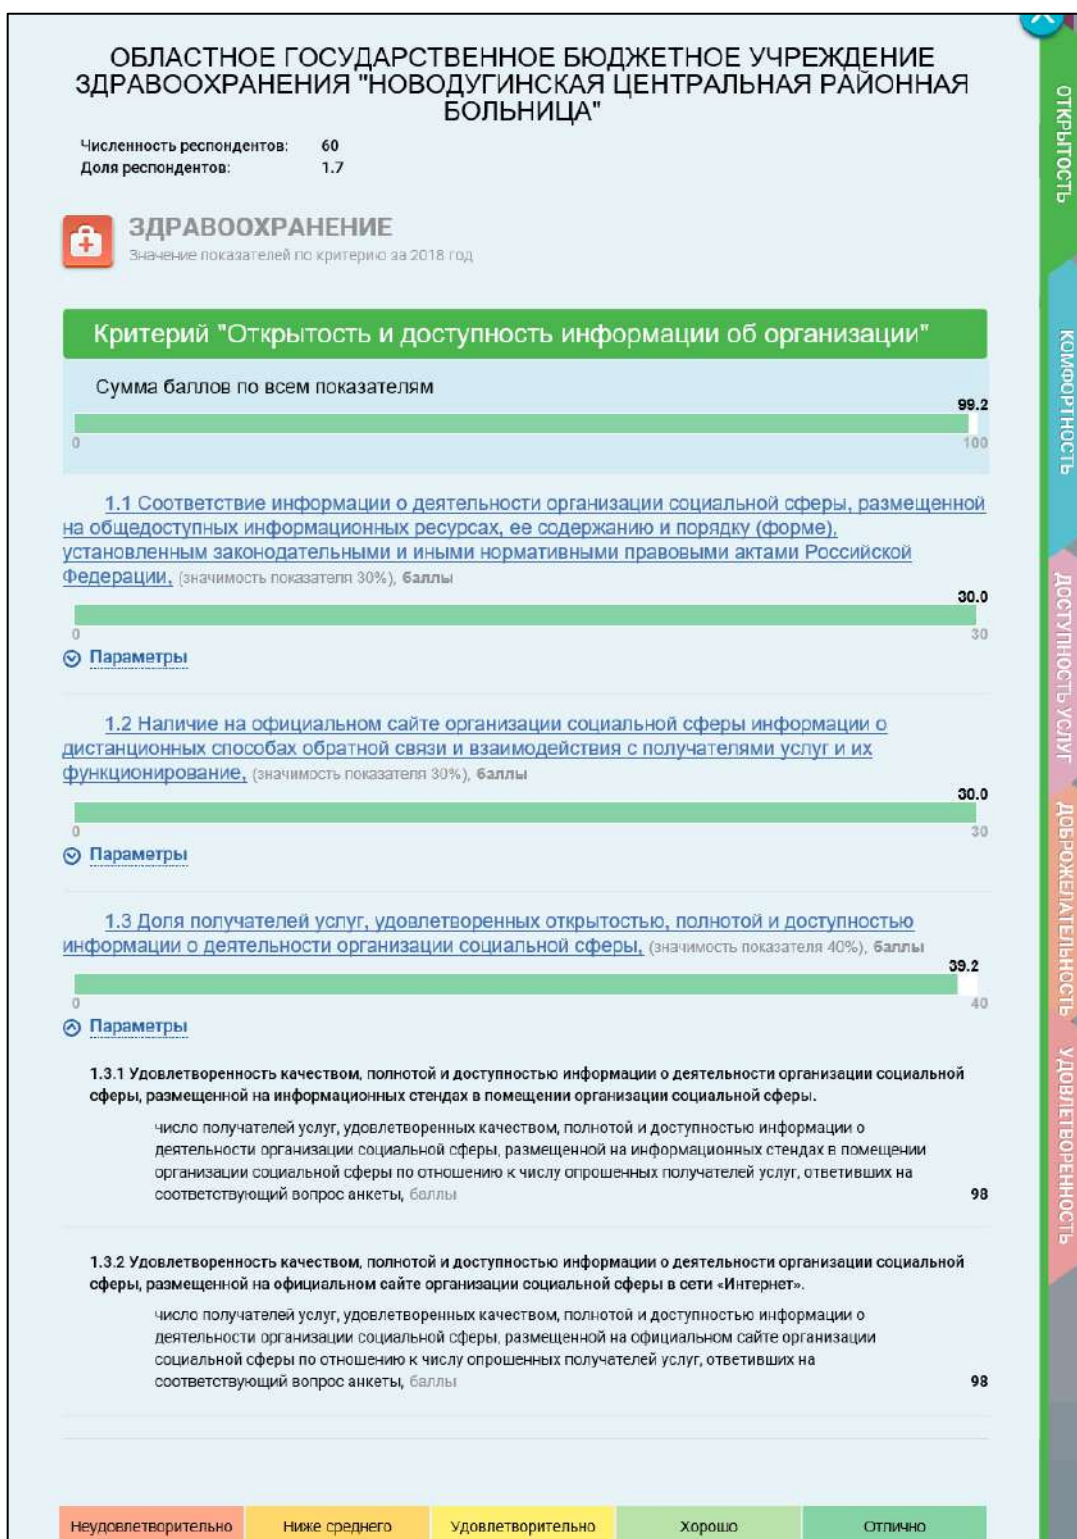 ОБЛАСТНОЕ ГОСУДАРСТВЕННОЕ БЮДЖЕТНОЕ УЧРЕЖДЕНИЕ
ЗДРАВООХРАНЕНИЯ "НОВОДУГИНСКАЯ ЦЕНТРАЛЬНАЯ РАЙОННАЯ
БОЛЬНИЦА"
Численность респондентов: 60
Доля респондентов: 1.7
ЗДРАВООХРАНЕНИЕ
Значение показателей по критерию за 2018 год
Критерий "Открытость и доступность информации об организации"
Сумма баллов по всем показателям
99.2
0 100
1.1 Соответствие информации о деятельности организации социальной сферы, размещенной
на общедоступных информационных ресурсах, ее содержанию и порядку (форме),
установленным законодательными и иными нормативными правовыми актами Российской
Федерации, (значимость показателя 30%), баллы
30.0
0 30
Параметры
1.2 Наличие на официальном сайте организации социальной сферы информации о
дистанционных способах обратной связи и взаимодействия с получателями услуг и их
функционирование, (значимость показателя 30%), баллы
30.0
0 30
Параметры
1.3 Доля получателей услуг, удовлетворенных открытостью, полнотой и доступностью
информации о деятельности организации социальной сферы, (значимость показателя 40%), баллы
39.2
0 40
Параметры
1.3.1 Удовлетворенность качеством, полнотой и доступностью информации о деятельности организации социальной
сферы, размещенной на информационных стендах в помещении организации социальной сферы.
число получателей услуг, удовлетворенных качеством, полнотой и доступностью информации о
деятельности организации социальной сферы, размещенной на информационных стендах в помещении
организации социальной сферы по отношению к числу опрошенных получателей услуг, ответивших на
соответствующий вопрос анкеты, баллы 98
1.3.2 Удовлетворенность качеством, полнотой и доступностью информации о деятельности организации социальной
сферы, размещенной на официальном сайте организации социальной сферы в сети «Интернет».
число получателей услуг, удовлетворенных качеством, полнотой и доступностью информации о
деятельности организации социальной сферы, размещенной на официальном сайте организации
социальной сферы по отношению к числу опрошенных получателей услуг, ответивших на
соответствующий вопрос анкеты, баллы 98
Неудовлетворительно Ниже среднего Удовлетворительно Хорошо Отлично
ОТКРЫТОСТЬ
КОМФОРТНОСТЬ
ДОСТУПНОСТЬ УСЛУГ
ДОБРОЖЕЛАТЕЛЬНОСТЬ
УДОВЛЕТВОРЕННОСТЬ